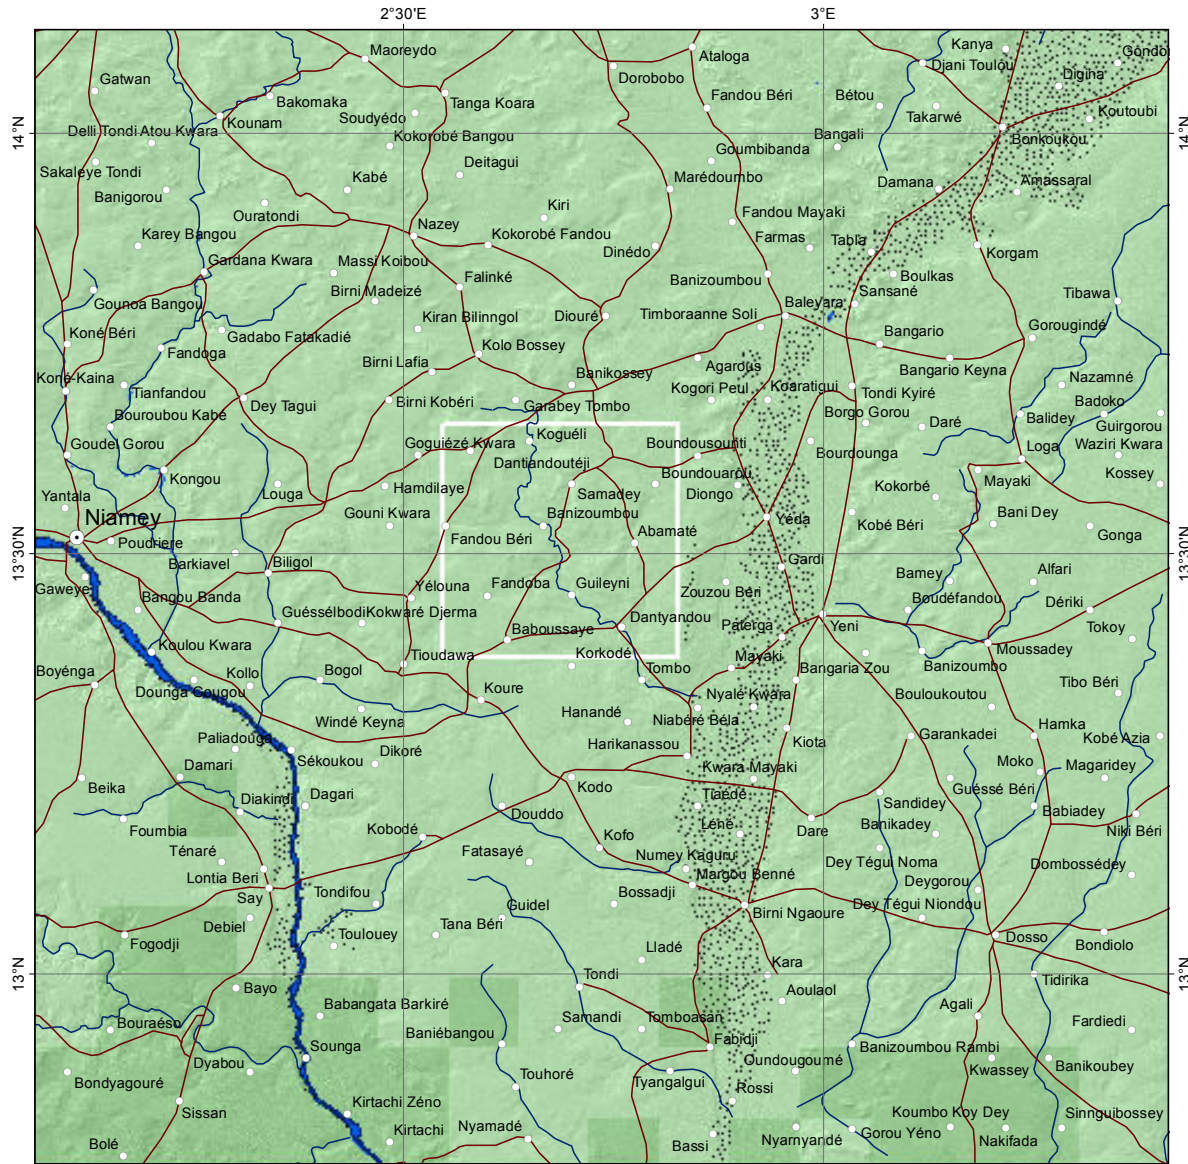 2°30'E 3°E
Maoreydo
Ataloga
Kanya
Góndo
Djani Toulou
Gatwan
Dorobobo
Digina
Bakomaka
Tanga Koara
Fandou Béri
Bétou
Kounam
Soudyédo
Takarwé
Koutoubi
14°N
Delli Tondi Atou Kwara
Kokorobé Bangou
Bangali
Bonkoukou
14°N
Sakaleye Tondi
Deitagui
Goumbibanda
Banigorou
Kabé
Marédoumbo
Damana
Amassaral
Ouratondi
Nazey
Kiri
Fandou Mayaki
Karey Bangou
Kokorobé Fandou
Dinédo
Farmas
Tabla
Korgam
Gardana Kwara
Massi Koibou
Falinké
Banizoumbou
Boulkas
Gounoa Bangou
Birni Madeizé
Baleyara
Sansané
Tibawa
Koné Béri
Gadabo Fatakadié
Kiran Bilinngol
Diouré
Timboraanne Soli
Bangario
Gorougindé
Fandoga
Kolo Bossey
Birni Lafia
Agardus
Bangario Keyna
Koné-Kaina
Tianfandou
Banikossey
Kogori Peul
Koaratigui
Tondi Kyiré
Nazamné
Bouroubou Kabé
Dey Tagui
Birni Kobéri
Garabey Tombo
Borgo Gorou
Daré
Balidey
Badoko
Guirgorou
Goudel Gorou
Goguiézé Kwara
Koguéli
Boundousounti
Bourdounga
Loga
Waziri Kwara
Dantiandoutéji
Boundouarou
Kossey
Kongou
Louga
Hamdilaye
Samadey
Diongo
Kokorbé
Mayaki
Yantala
Niamey
Gouni Kwara
Banizoumbou
Yéda
Kobé Béri
Bani Dey
Gonga
Poudriere
Fandou Béri
Abamaté
13°30'N
Barkiavel
Biligol
Gardi
Bamey
Alfari
13°30'N
Gaweye
Bangou Banda
Yélouna
Fandoba
Guileyni
Zouzou Béri
Boudéfandou
Dériki
Guéssélbodi
Kokwaré Djerma
Dantyandou
Paterga
Yeni
Tokoy
Koulou Kwara
Baboussaye
Moussadey
Boyénga
Kollo
Bogol
Tioudawa
Korkodé
Tombo
Mayaki
Bangaria Zou
Banizoumbo
Dounga Gougou
Koure
Nyalé Kwara
Bouloukoutou
Tibo Béri
Windé Keyna
Hanandé
Niabéré Béla
Paliadouga
Dikoré
Harikanassou
Kiota
Garankadei
Hamka
Kobé Azia
Damari
Sékoukou
Kwara Mayaki
Moko
Magaridey
Beika
Diakindi
Dagari
Kodo
Tiaédé
Sandidey
Guéssé Béri
Babiadey
Foumbia
Kobodé
Douddo
Léné
Dare
Banikadey
Niki Béri
Ténaré
Fatasayé
Kofo
Numey Kaguru
Dey Tégui Noma
Dombossédey
Lontia Beri
Margou Benné
Deygorou
Say
Tondifou
Guidel
Bossadji
Birni Ngaoure
Dey Tégui Niondou
Debiel
Toulouey
Tana Béri
Dosso
Bondiolo
Fogodji
Lladé
13°N
Tondi
Kara
Tidirika
13°N
Bayo
Babangata Barkiré
Aoulaol
Agali
Bouraéso
Baniébangou
Samandi
Tomboasan
Fardiedi
Sounga
Fabidji
Banizoumbou Rambi
Dyabou
Oundougoumé
Kwassey
Banikoubey
Bondyagouré
Touhoré
Tyangalgui
Rossi
Sissan
Kirtachi Zéno
Koumbo Koy Dey
Sinnguibossey
Bolé
Kirtachi
Nyamadé
Bassi
Nyarnyandé
Gorou Yéno
Nakifada